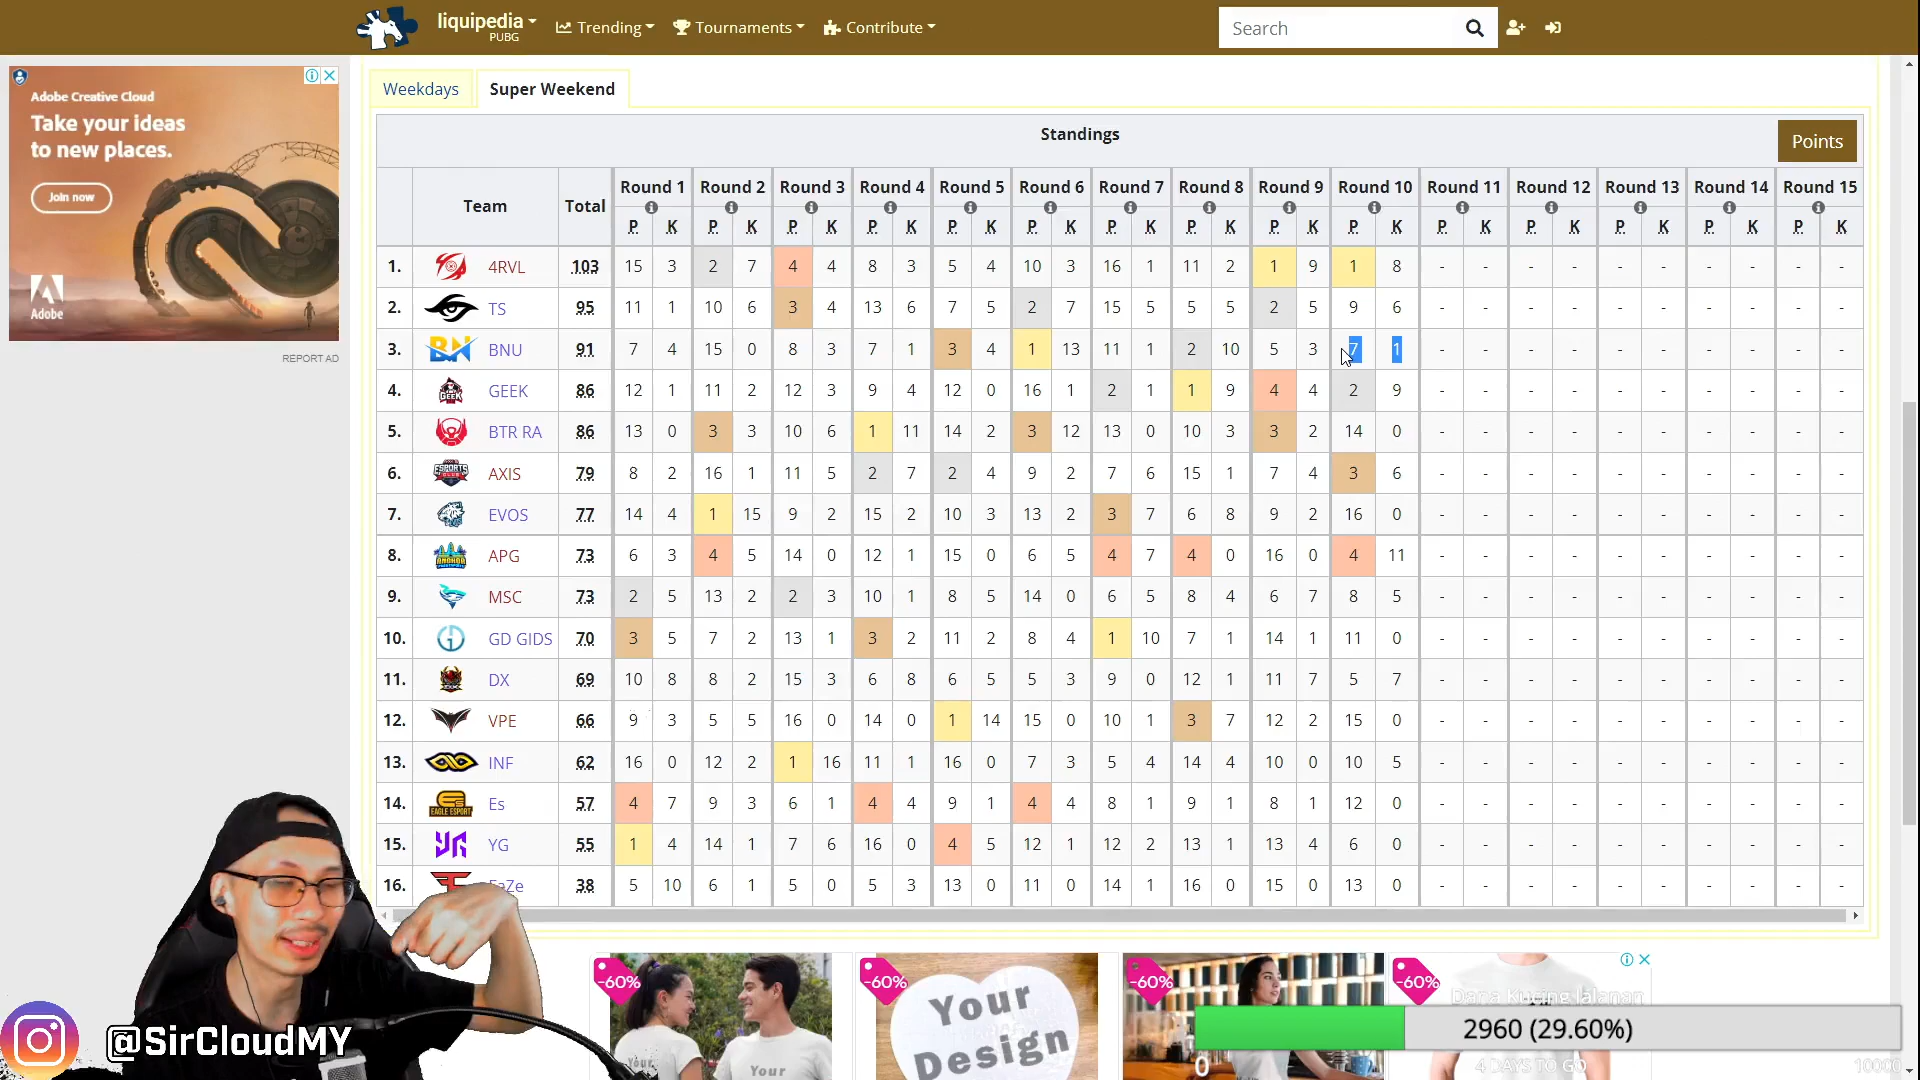 liquipedia
PUBG
Trending
Tournaments
Contribute
Search
Adobe Creative Cloud
Take your ideas
to new places.
Join now
Adobe
REPORT AD
Weekdays
Super Weekend
Standings
Points
Team Total Round 1 Round 2 Round 3 Round 4 Round 5 Round 6 Round 7 Round 8 Round 9 Round 10 Round 11 Round 12 Round 13 Round 14 Round 15
P K P K P K P K P K P K P K P K P K P K P K P K P K P K P K
1. 4RVL 103 15 3 2 7 4 4 8 3 5 4 10 3 16 1 11 2 1 9 1 8 - - - - - - - - - -
2. TS 95 11 1 10 6 3 4 13 6 7 5 2 7 15 5 5 5 2 5 9 6 - - - - - - - - - -
3. BN BNU 91 7 4 15 0 8 3 7 1 3 4 1 13 11 1 2 10 5 3 7 1 - - - - - - - - - -
4. GEEK GEEK 86 12 1 11 2 12 3 9 4 12 0 16 1 2 1 1 9 4 4 2 9 - - - - - - - - - -
5. BTR RA 86 13 0 3 3 10 6 1 11 14 2 3 12 13 0 10 3 3 2 14 0 - - - - - - - - - -
6. ESPORTS AXIS 79 8 2 16 1 11 5 2 7 2 4 9 2 7 6 15 1 7 4 3 6 - - - - - - - - - -
7. EVOS 77 14 4 1 15 9 2 15 2 10 3 13 2 3 7 6 8 9 2 16 0 - - - - - - - - - -
8. APG 73 6 3 4 5 14 0 12 1 15 0 6 5 4 7 4 0 16 0 4 11 - - - - - - - - - -
9. MSC 73 2 5 13 2 2 3 10 1 8 5 14 0 6 5 8 4 6 7 8 5 - - - - - - - - - -
10. GD GIDS 70 3 5 7 2 13 1 3 2 11 2 8 4 1 10 7 1 14 1 11 0 - - - - - - - - - -
11. DX 69 10 8 8 2 15 3 6 8 6 5 5 3 9 0 12 1 11 7 5 7 - - - - - - - - - -
12. VPE 66 9 3 5 5 16 0 14 0 1 14 15 0 10 1 3 7 12 2 15 0 - - - - - - - - - -
13. INF 62 16 0 12 2 1 16 11 1 16 0 7 3 5 4 14 4 10 0 10 5 - - - - - - - - - -
14. EAGLE ESPORT Es 57 4 7 9 3 6 1 4 4 9 1 4 4 8 1 9 1 8 1 12 0 - - - - - - - - - -
15. YG 55 1 4 14 1 7 6 16 0 4 5 12 1 12 2 13 1 13 4 6 0 - - - - - - - - - -
16. FaZe 38 5 10 6 1 5 0 5 3 13 0 11 0 14 1 16 0 15 0 13 0 - - - - - - - - - -
-60%
-60%
-60%
-60%
Your
Your
Your
Design
Dana Kucing Jalanan
2960 (29.60%)
0
4 DAYS TO GO
10000
@SirCloudMY